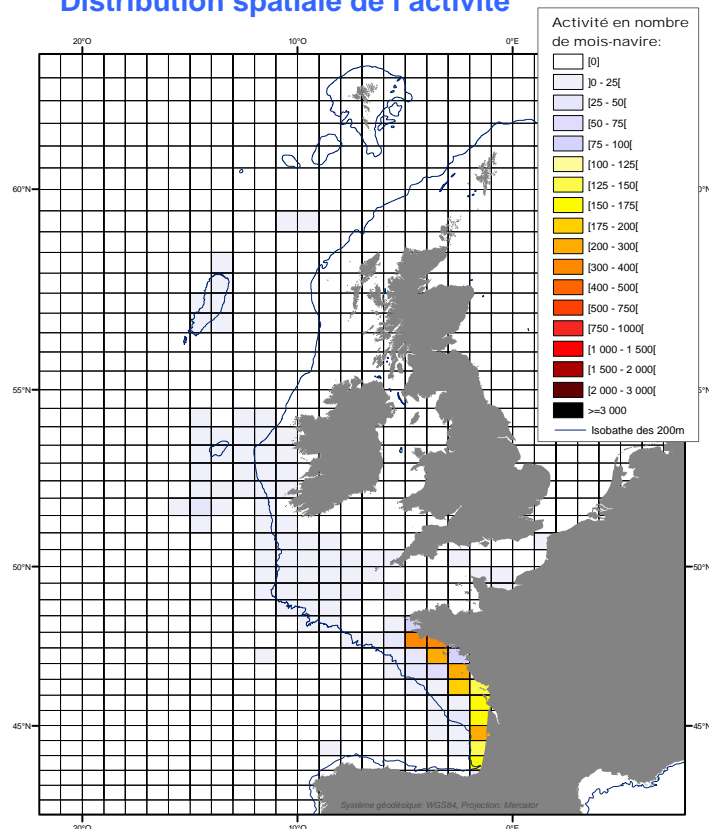 Distribution spatiale de l'activité
Activité en nombre
de mois-navire:
[0]
]0 - 25[
[25 - 50[
[50 - 75[
[75 - 100[
[100 - 125[
[125 - 150[
[150 - 175[
[175 - 200[
[200 - 300[
[300 - 400[
[400 - 500[
[500 - 750[
[750 - 1000[
[1 000 - 1 500[
[1 500 - 2 000[
[2 000 - 3 000[
>=3 000
Isobathe des 200m
20°O 10°O 0°E
60°N 0°N
55°N
50°N 50°N
45°N 45°N
Système géodésique: WGS84, Projection: Mercator
20°O 10°O 0°E